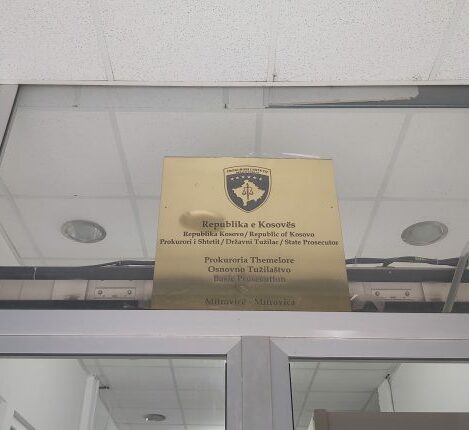 Republika e Kosovës
Republika Kosovo / Republic of Kosovo
Prokurori i Shtetit / Državni Tužilac / State Prosecutor
Prokuroria Themelore
Osnovno Tužilaštvo
Basic Prosecution
Mitrovicë - Mitrovica